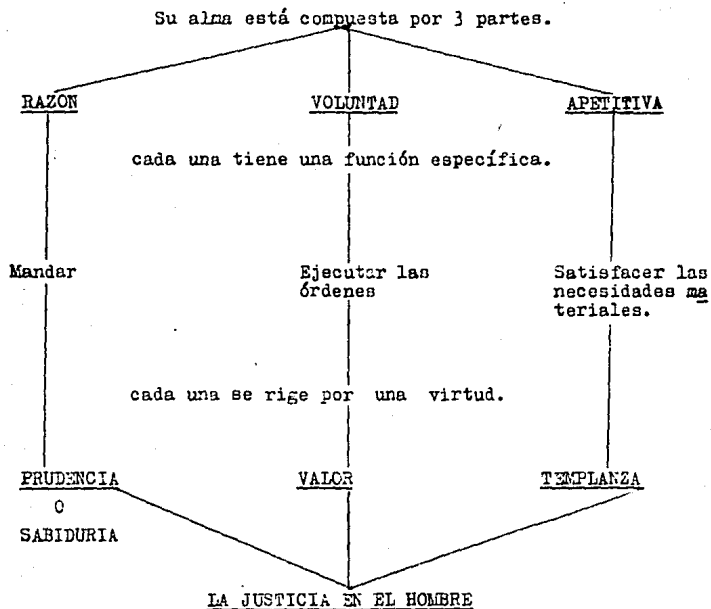 Su alma está compuesta por 3 partes.
RAZON VOLUNTAD APETITIVA
cada una tiene una función específica.
Mandar Ejecutar las Satisfacer las
órdenes necesidades ma
teriales.
cada una se rige por una virtud.
PRUDENCIA VALOR TEMPLANZA
O
SABIDURIA
LA JUSTICIA EN EL HOMBRE